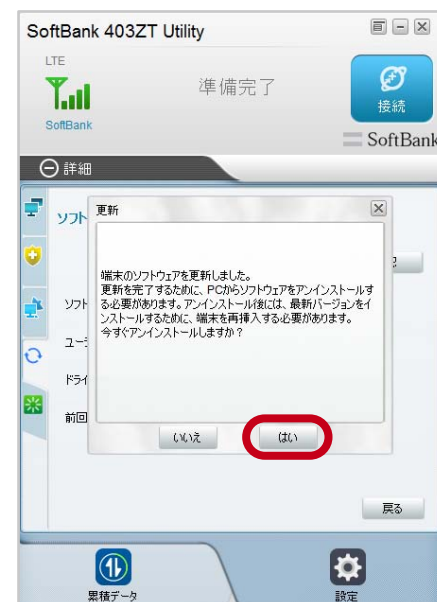 SoftBank 403ZT Utility
LTE
準備完了
接続
SoftBank
SoftBank
詳細
ソフト
更新
端末のソフトウェアを更新しました。
更新を完了するために、PCからソフトウェアをアンインストールす
る必要があります。アンインストール後には、最新バージョンをイ
ンストールするために、端末を再挿入する必要があります。
今すぐアンインストールしますか？
ソフト
ユーテ
ドライ
前回
いいえ
はい
戻る
累積データ
設定